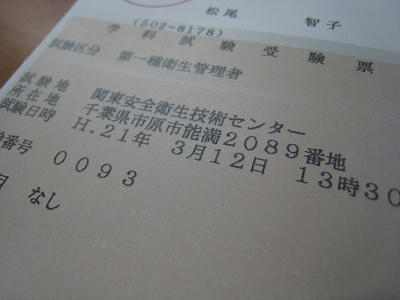 松尾 智子
(502-8178)
学科試験受験票
試験区分 第一種衛生管理者
試験地 関東安全衛生技術センター
所在地 千葉県市原市能満2089番地
試験日時 H.21年 3月12日 13時30
番号 0093
目 なし